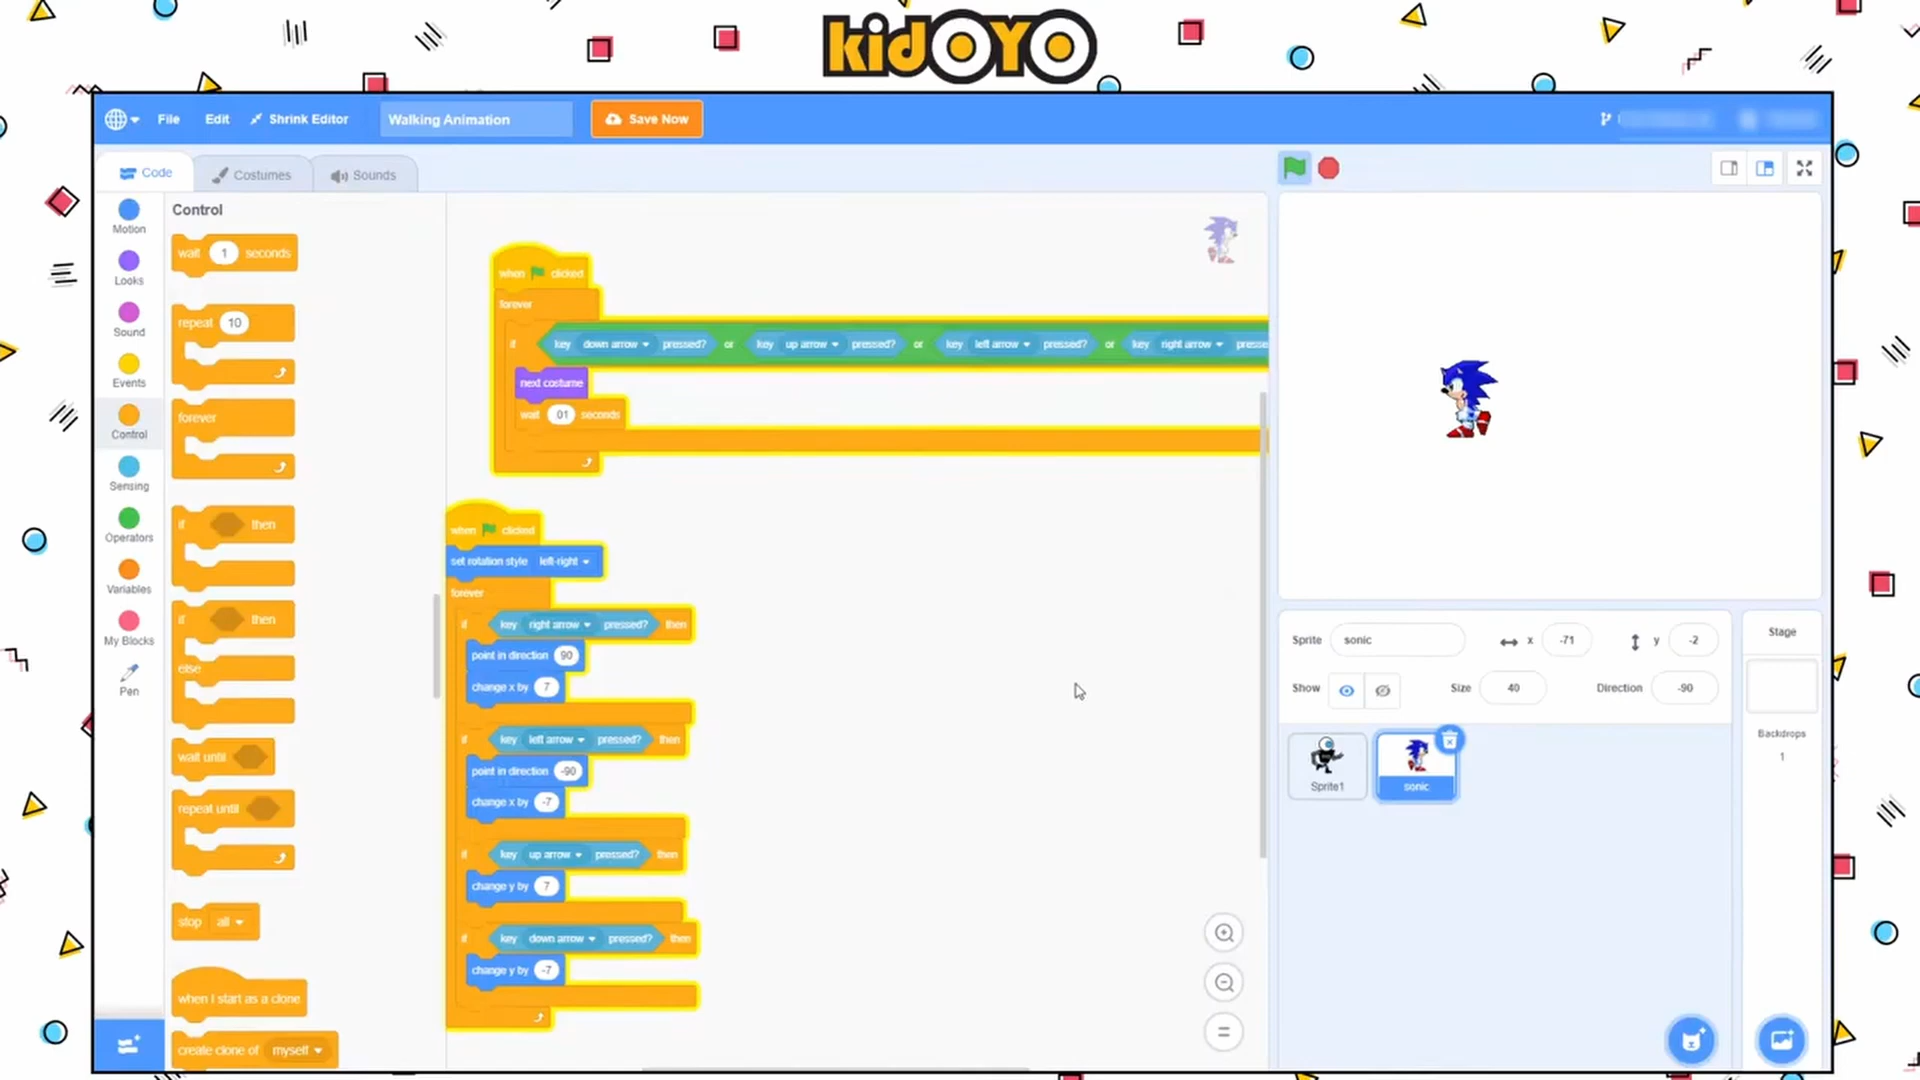 kidOYO
File Edit Shrink Editor Walking Animation Save Now
Code Costumes Sounds
Motion
Looks
Sound
Events
Control
Sensing
Operators
Variables
My Blocks
Pen
Control
wait 1 seconds
repeat 10
forever
if then
if then
else
wait until
repeat until
stop all
when I start as a clone
create clone of myself
when clicked
forever
if key down arrow pressed? or key up arrow pressed? or key left arrow pressed? or key right arrow presse
next costume
wait 01 seconds
when clicked
set rotation style left-right
forever
if key right arrow pressed? then
point in direction 90
change x by 7
if key left arrow pressed? then
point in direction -90
change x by -7
if key up arrow pressed? then
change y by 7
if key down arrow pressed? then
change y by -7
Sprite sonic x -71 y -2
Show Size 40 Direction -90
Sprite1
sonic
Stage
Backdrops
1